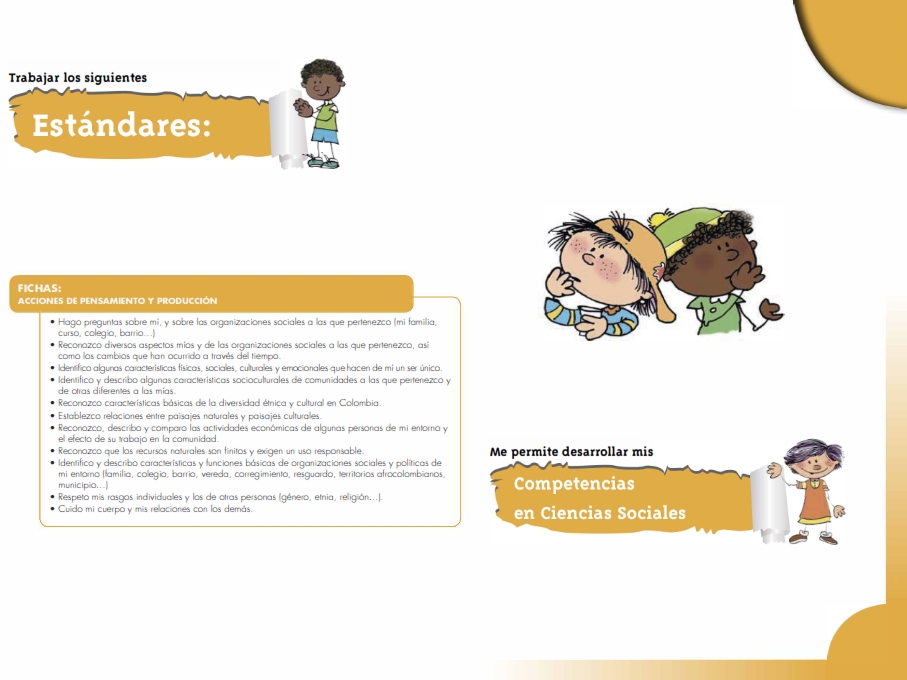 Trabajar los siguientes
Estándares:
FICHAS:
ACCIONES DE PENSAMIENTO Y PRODUCCIÓN
• Hago preguntas sobre mí, y sobre las organizaciones sociales a las que pertenezco (mi familia,
curso, colegio, barrio…)
• Reconozco diversos aspectos míos y de las organizaciones sociales a las que pertenezco, así
como los cambios que han ocurrido a través del tiempo.
• Identifico algunas características físicas, sociales, culturales y emocionales que hacen de mí un ser único.
• Identifico y describo algunas características socioculturales de comunidades a las que pertenezco y
de otras diferentes a las mías.
• Reconozco características básicas de la diversidad étnica y cultural en Colombia.
• Establezco relaciones entre paisajes naturales y paisajes culturales.
• Reconozco, describo y comparo las actividades económicas de algunas personas de mi entorno y
el efecto de su trabajo en la comunidad.
• Reconozco que los recursos naturales son finitos y exigen un uso responsable.
• Identifico y describo características y funciones básicas de organizaciones sociales y políticas de
mi entorno (familia, colegio, barrio, vereda, corregimiento, resguardo, territorios afrocolombianos,
municipio…)
• Respeto mis rasgos individuales y los de otras personas (género, etnia, religión…).
• Cuido mi cuerpo y mis relaciones con los demás.
Me permite desarrollar mis
Competencias
en Ciencias Sociales